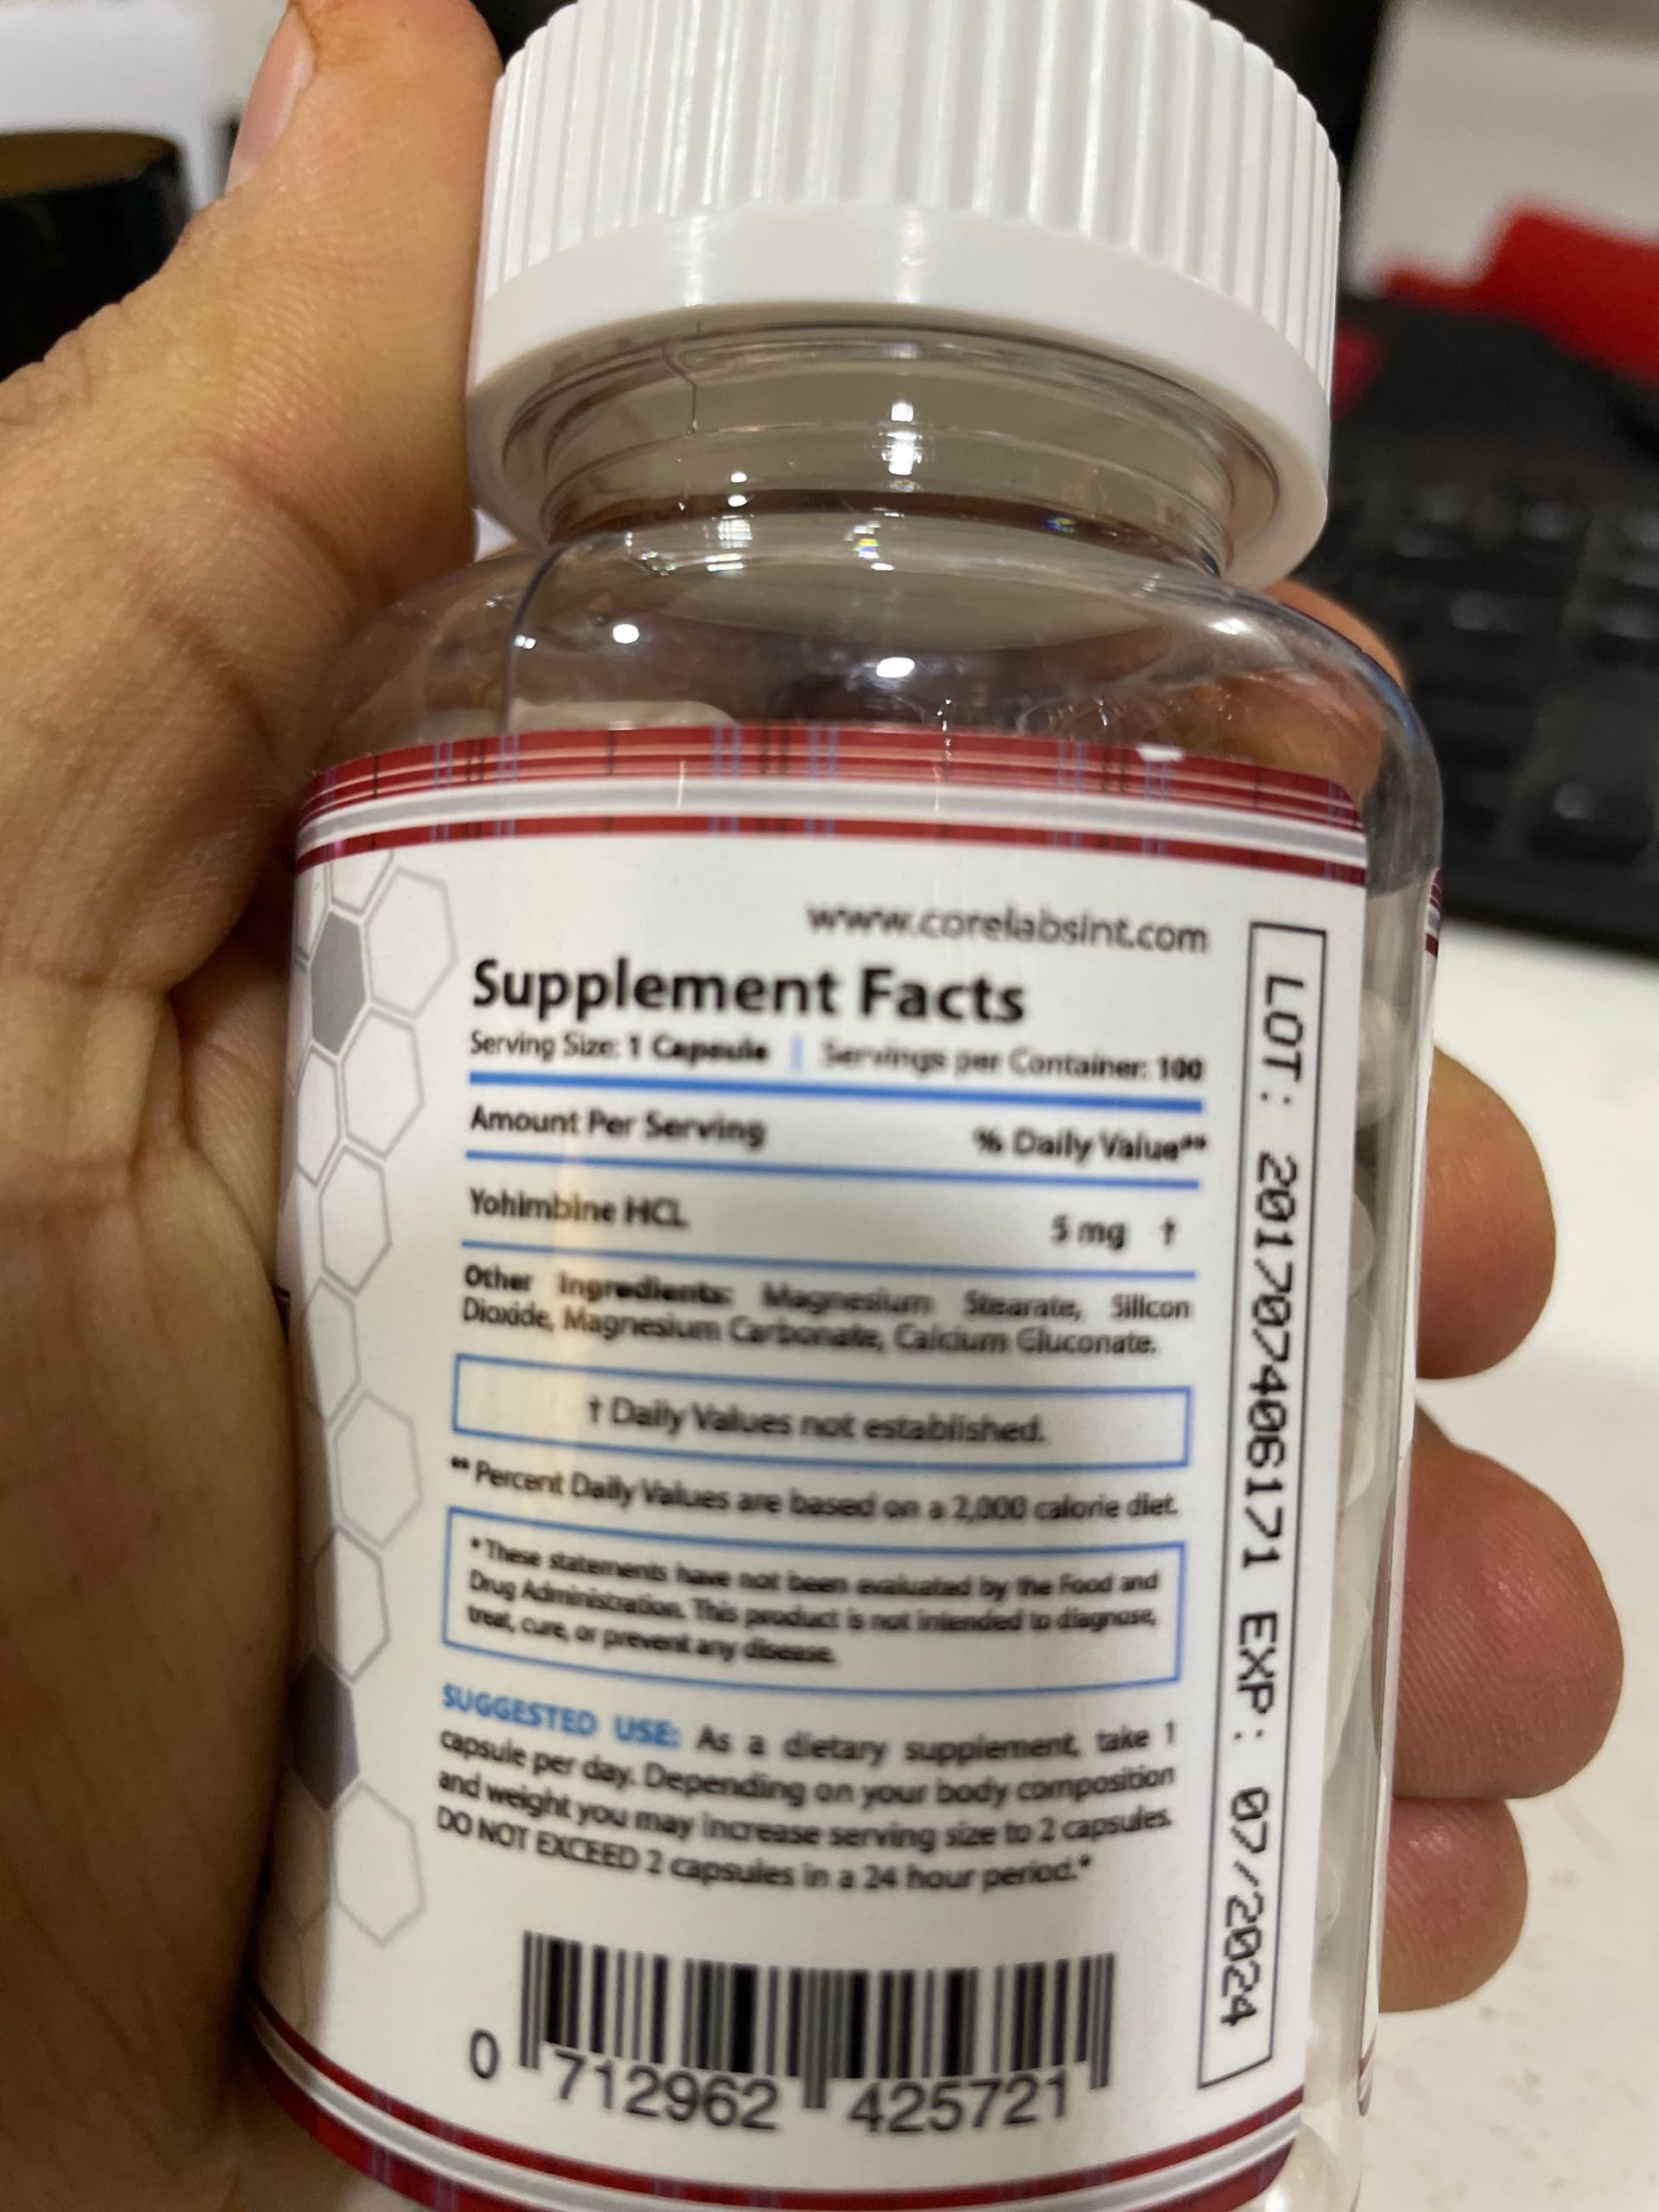 www.corelabsint.com
Supplement Facts
Serving Size: 1 Capsule | Servings per Container: 100
Amount Per Serving % Daily Value**
Yohimbine HCL 5 mg †
Other Ingredients: Magnesium Stearate, Silicon
Dioxide, Magnesium Carbonate, Calcium Gluconate.
† Daily Values not established.
** Percent Daily Values are based on a 2,000 calorie diet.
* These statements have not been evaluated by the Food and
Drug Administration. This product is not intended to diagnose,
treat, cure, or prevent any disease.
SUGGESTED USE: As a dietary supplement, take 1
capsule per day. Depending on your body composition
and weight you may increase serving size to 2 capsules.
DO NOT EXCEED 2 capsules in a 24 hour period.*
0 712962 425721
LOT: 201707406171 EXP: 07/2024